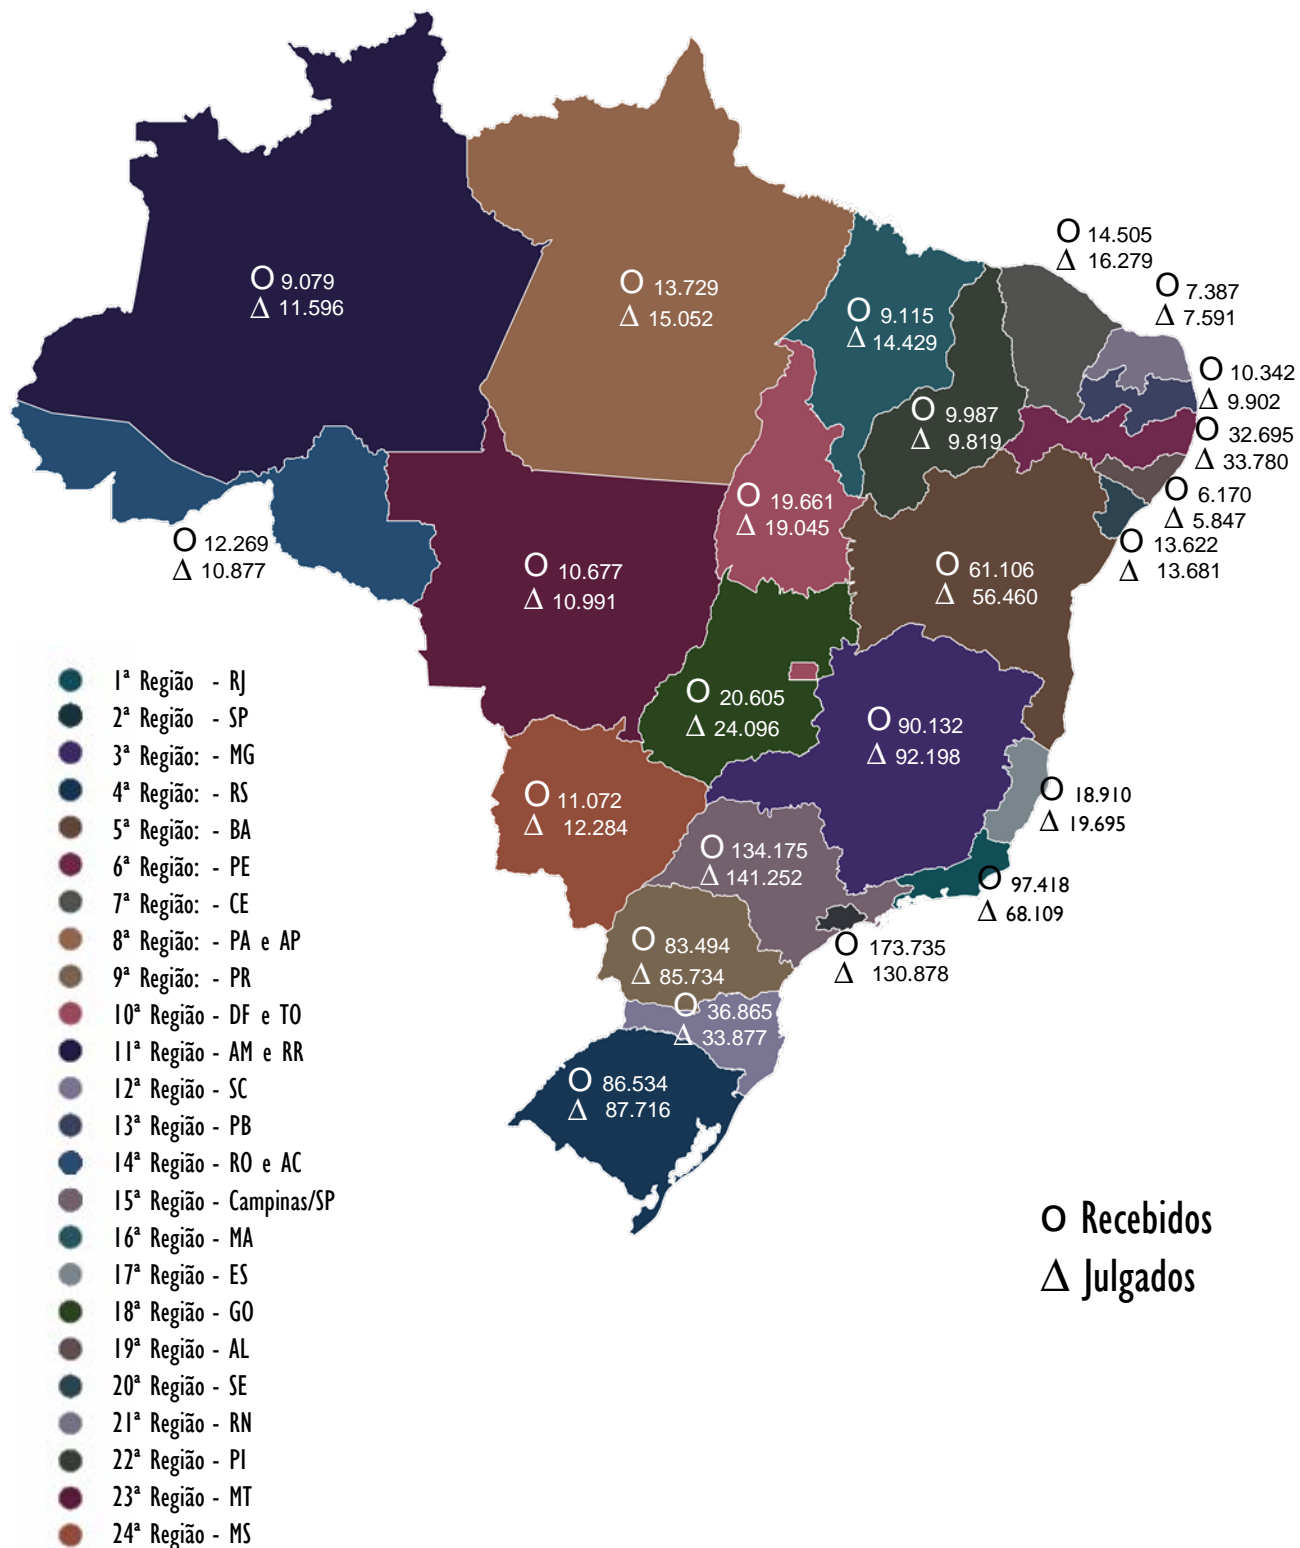 O 14.505
Δ 16.279
O 9.079
Δ 11.596
O 13.729
Δ 15.052
O 7.387
Δ 7.591
O 9.115
Δ 14.429
O 10.342
Δ 9.902
O 9.987
Δ 9.819
O 32.695
Δ 33.780
O 19.661
Δ 19.045
O 6.170
Δ 5.847
O 12.269
Δ 10.877
O 13.622
Δ 13.681
O 10.677
Δ 10.991
O 61.106
Δ 56.460
O 20.605
Δ 24.096
O 90.132
Δ 92.198
O 11.072
Δ 12.284
O 18.910
Δ 19.695
O 134.175
Δ 141.252
O 97.418
Δ 68.109
O 83.494
Δ 85.734
O 173.735
Δ 130.878
O 36.865
Δ 33.877
O 86.534
Δ 87.716
1ª Região - RJ
2ª Região - SP
3ª Região: - MG
4ª Região: - RS
5ª Região: - BA
6ª Região: - PE
7ª Região: - CE
8ª Região: - PA e AP
9ª Região: - PR
10ª Região - DF e TO
11ª Região - AM e RR
12ª Região - SC
13ª Região - PB
14ª Região - RO e AC
15ª Região - Campinas/SP
16ª Região - MA
17ª Região - ES
18ª Região - GO
19ª Região - AL
20ª Região - SE
21ª Região - RN
22ª Região - PI
23ª Região - MT
24ª Região - MS
O Recebidos
Δ Julgados